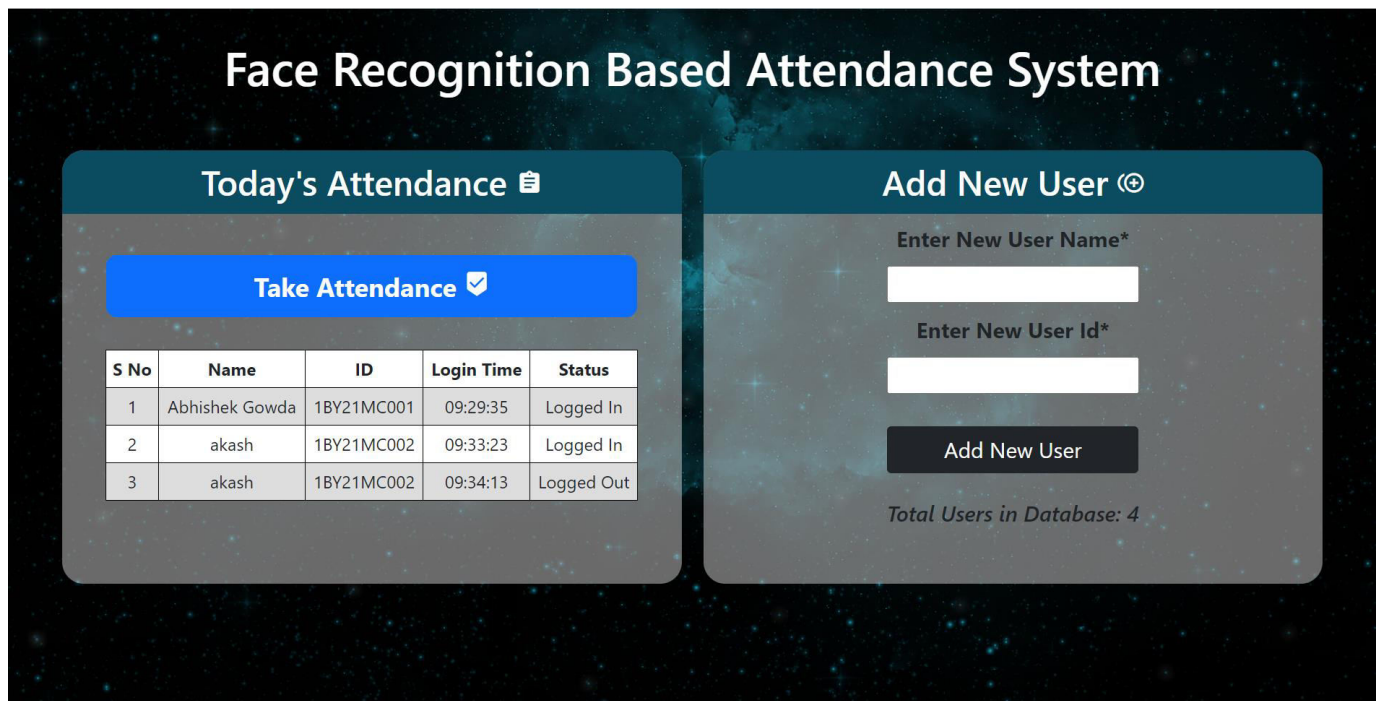 Face Recognition Based Attendance System
Today's Attendance
Take Attendance
S No Name ID Login Time Status
1 Abhishek Gowda 1BY21MC001 09:29:35 Logged In
2 akash 1BY21MC002 09:33:23 Logged In
3 akash 1BY21MC002 09:34:13 Logged Out
Add New User
Enter New User Name*
Enter New User Id*
Add New User
Total Users in Database: 4